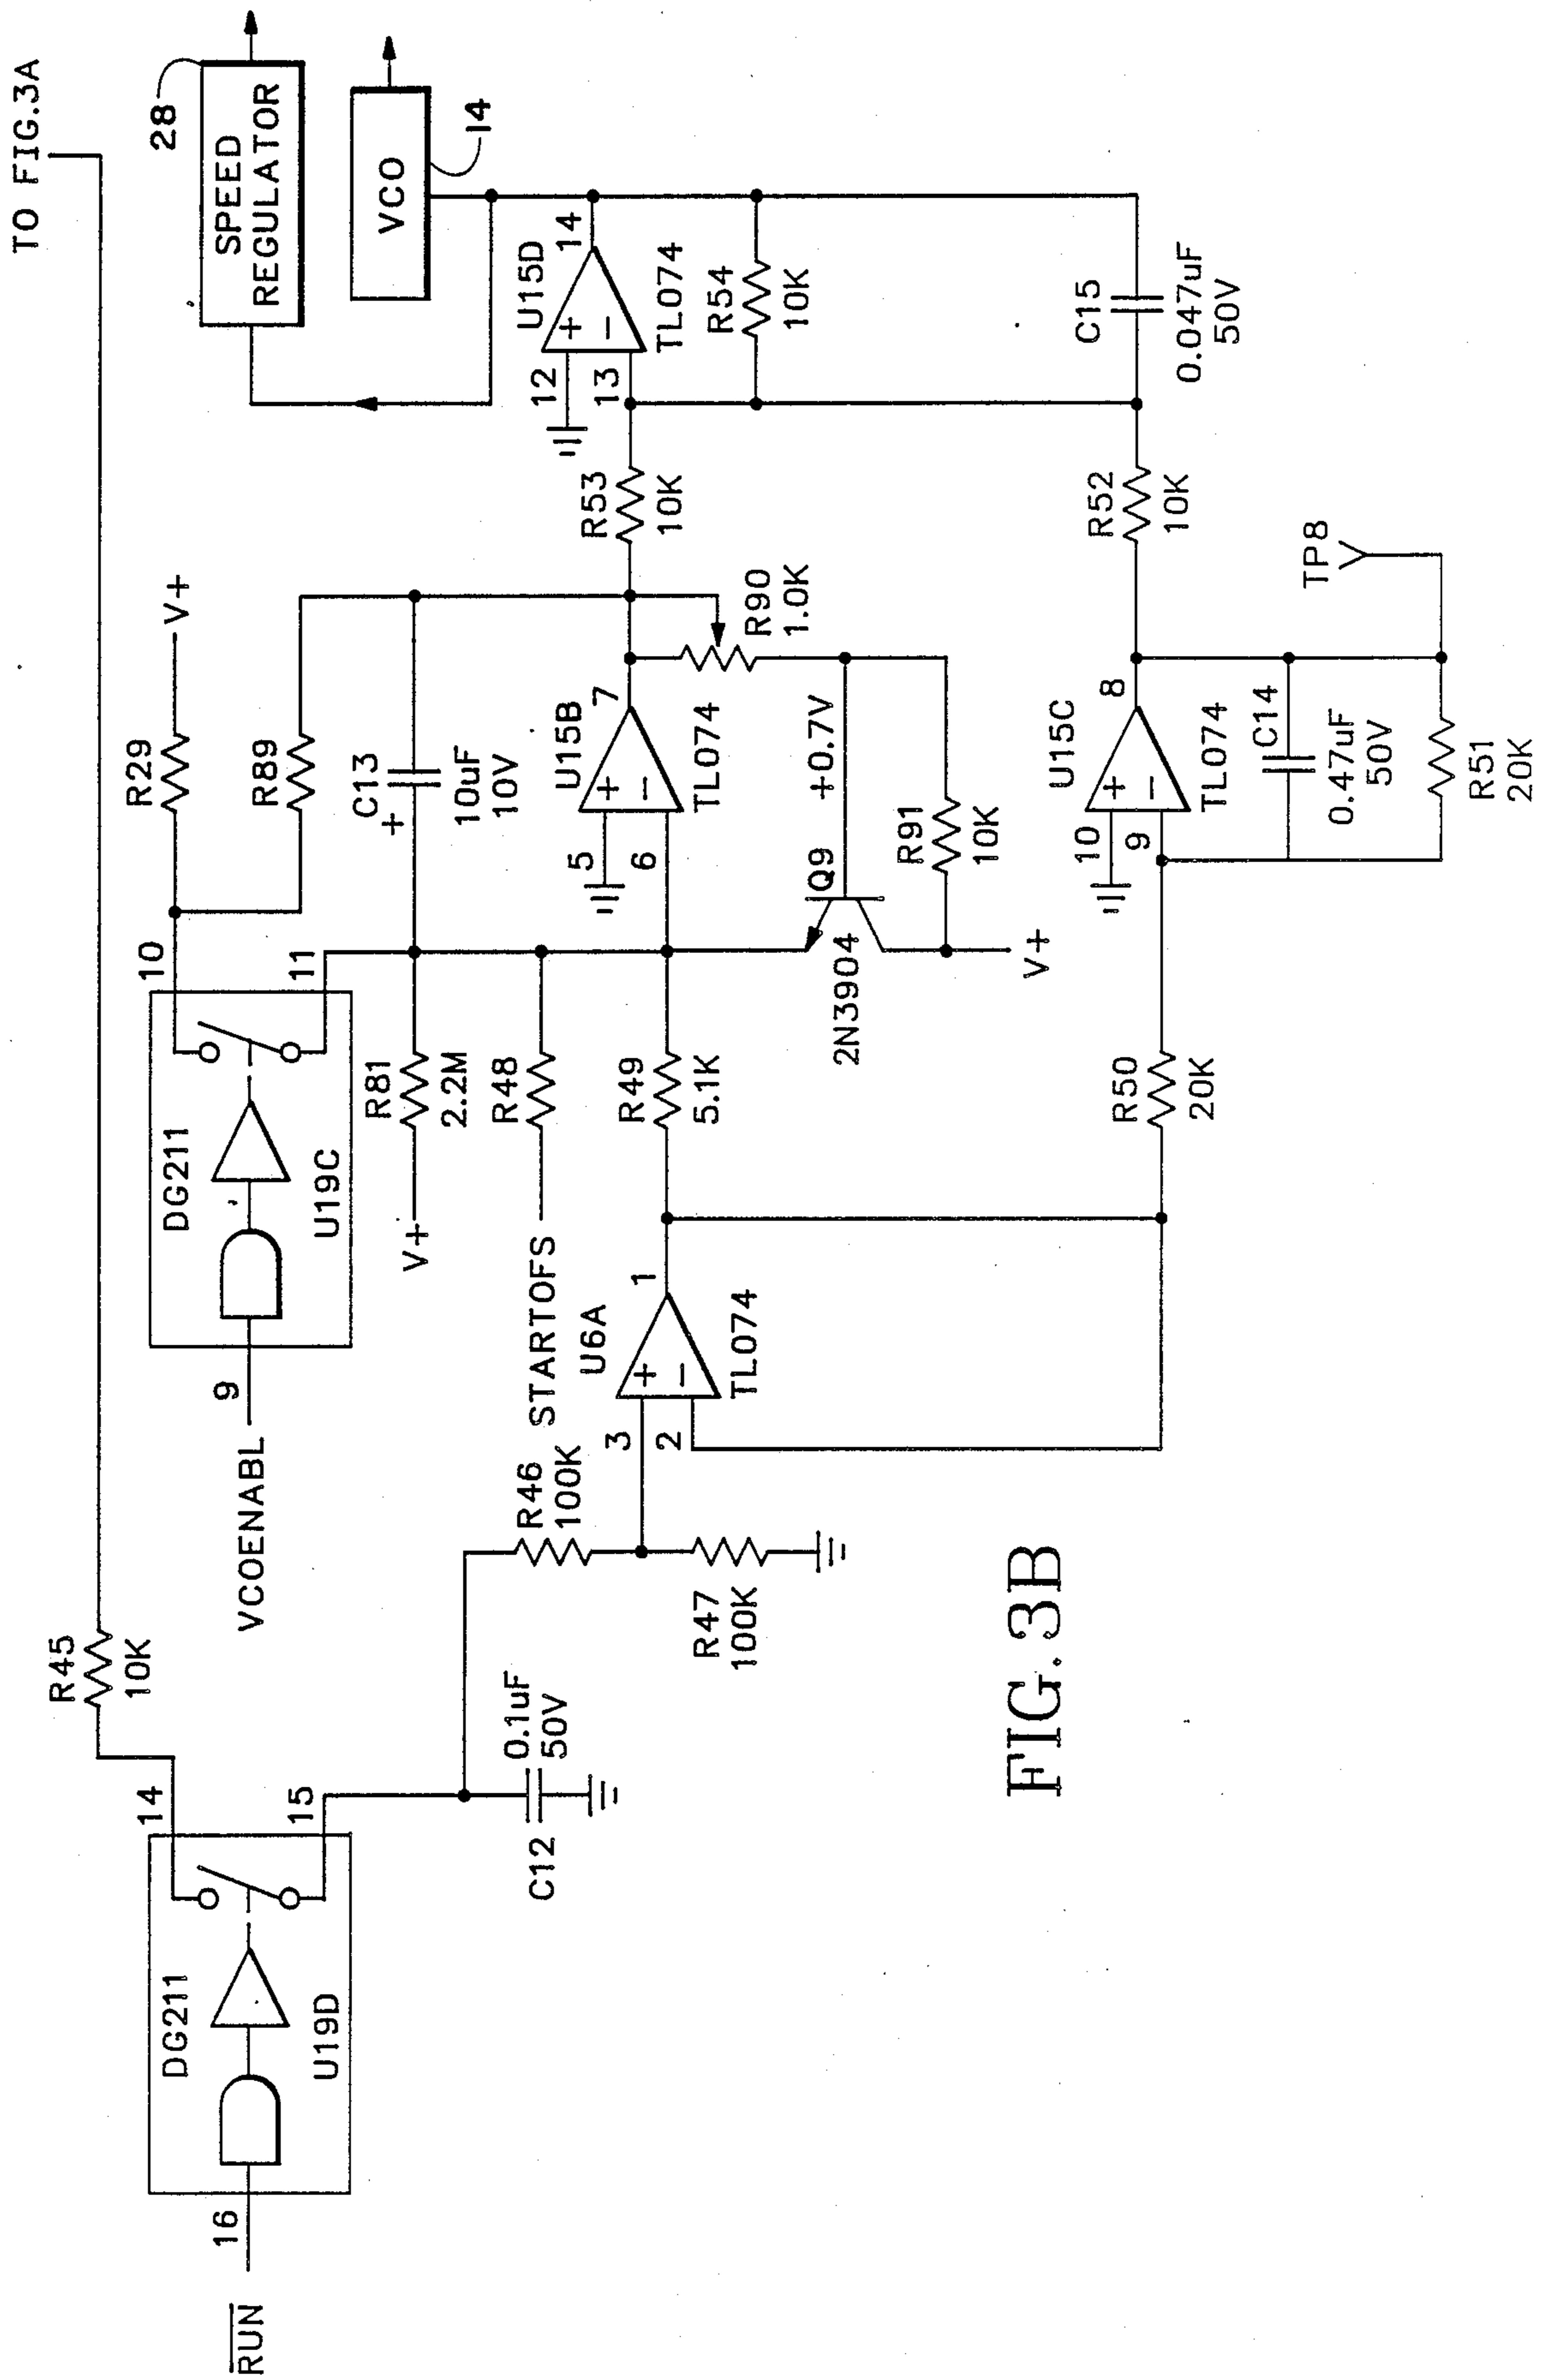 TO FIG.3A
28
SPEED
REGULATOR
VCO
14
V+
R29
R89
C13
+
10uF
10V
U15B
7
5
6
+
−
TL074
R53
10K
R90
1.0K
+0.7V
Q9
2N3904
R91
10K
V+
U15D
14
12
13
+
−
TL074
R54
10K
C15
0.047uF
50V
R52
10K
TP8
U15C
8
10
9
+
−
TL074
C14
0.47uF
50V
R51
20K
R50
20K
10
11
DG211
U19C
9
VCOENABL
R81
2.2M
V+
R48
STARTOFS
R49
5.1K
U6A
1
3
2
+
−
TL074
R46
100K
R47
100K
R45
10K
14
15
DG211
U19D
16
RUN
C12
0.1uF
50V
FIG. 3B